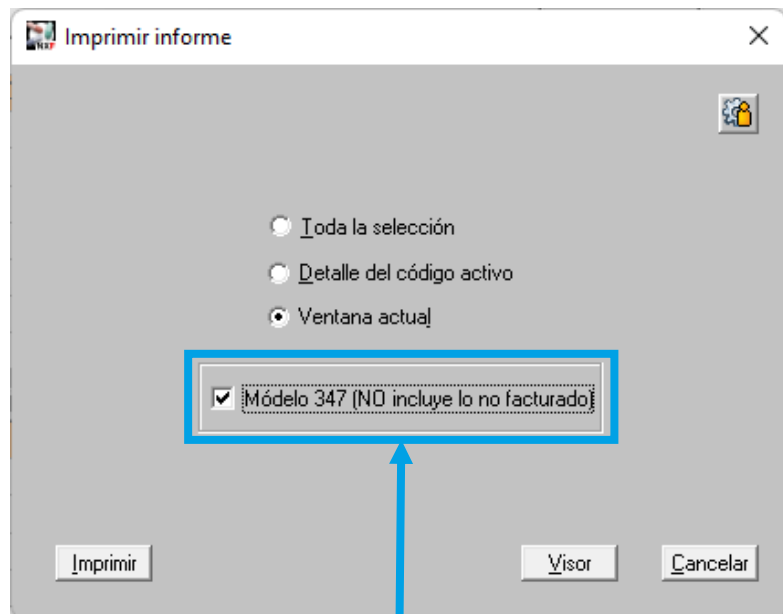 Imprimir informe
Toda la selección
Detalle del código activo
Ventana actual
Módelo 347 (NO incluye lo no facturado)
Imprimir
Visor
Cancelar